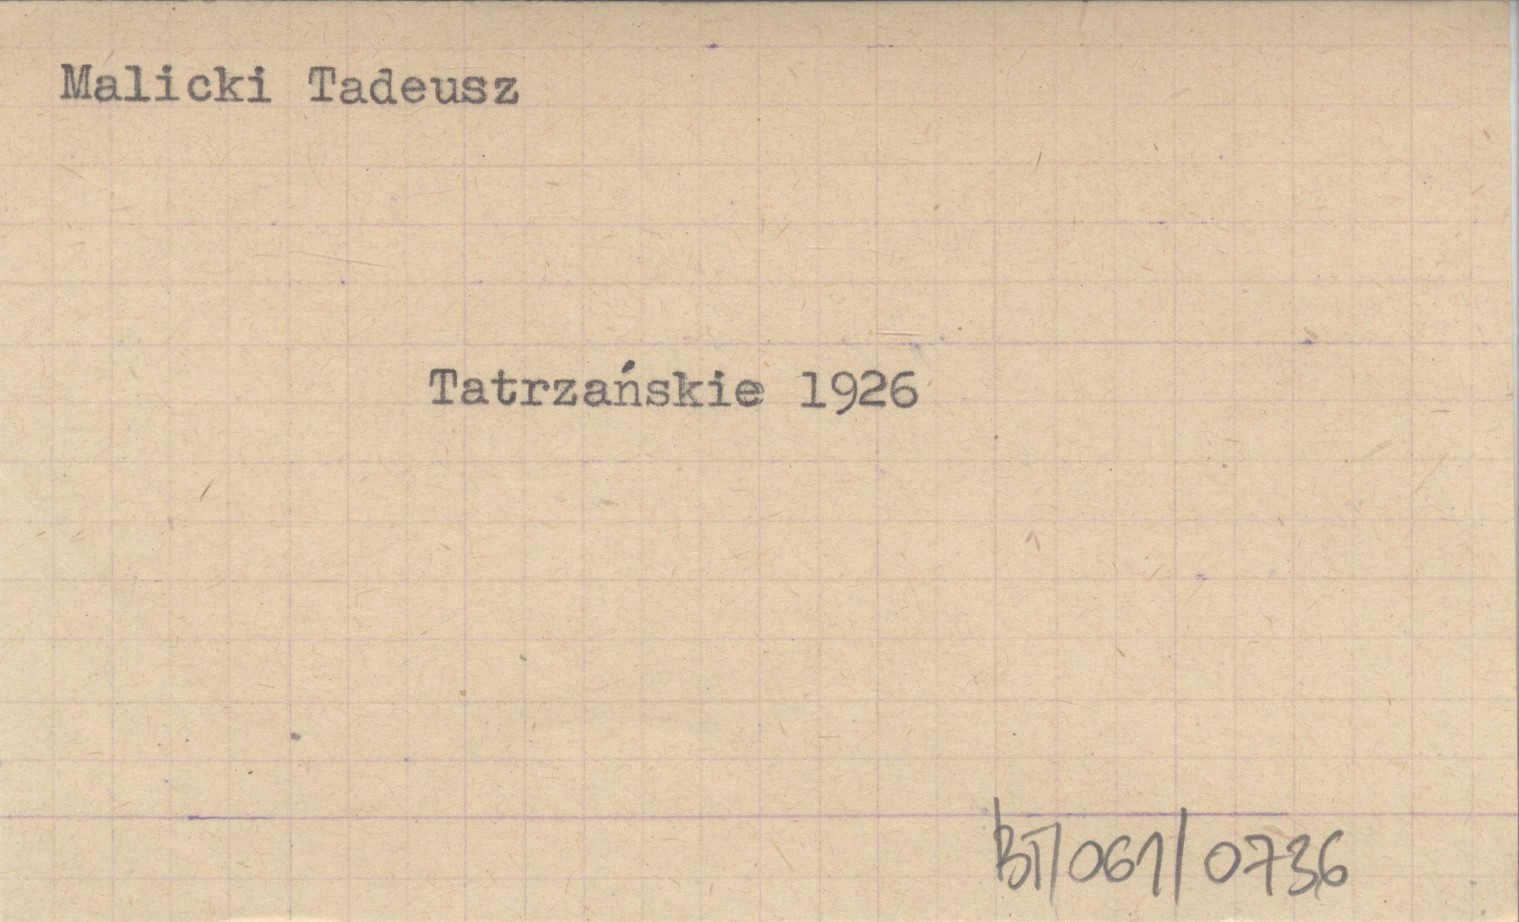 Malicki Tadeusz
Tatrzańskie 1926
BT/061/0736